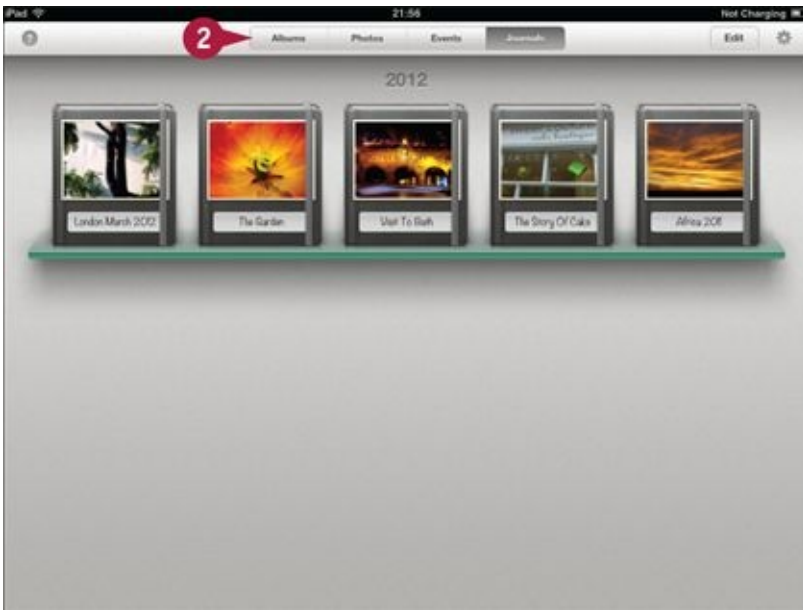 iPad 21:56 Not Charging
2 Albums Photos Events Journals Edit
2012
London March 2012 The Garden Visit To Bath The Story Of Cake Africa 2011